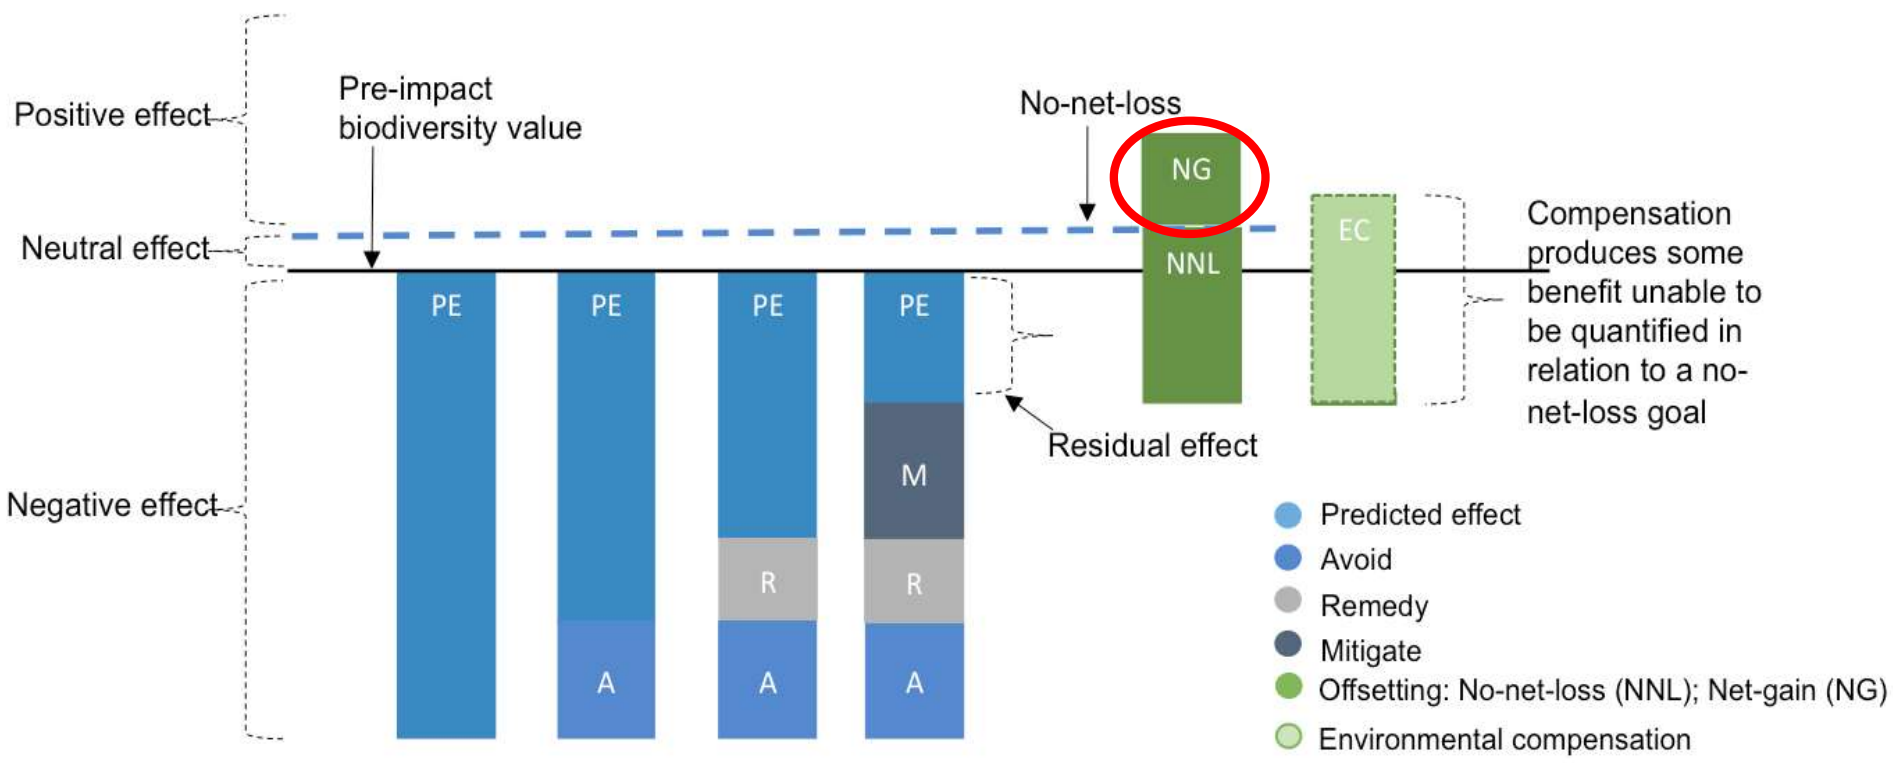 Positive effect
Neutral effect
Negative effect
Pre-impact
biodiversity value
No-net-loss
PE
PE
A
PE
R
A
PE
M
R
A
Residual effect
NG
NNL
EC
Compensation
produces some
benefit unable to
be quantified in
relation to a no-
net-loss goal
Predicted effect
Avoid
Remedy
Mitigate
Offsetting: No-net-loss (NNL); Net-gain (NG)
Environmental compensation